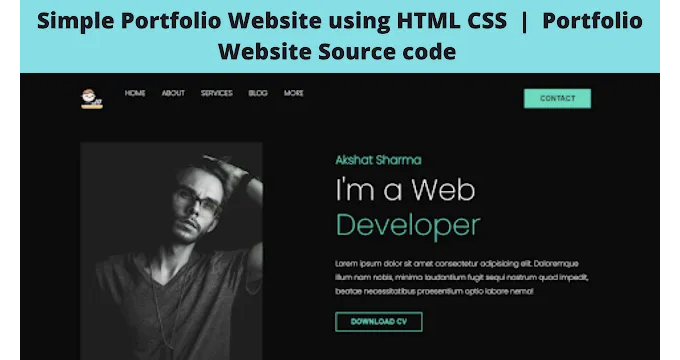 Simple Portfolio Website using HTML CSS | Portfolio
Website Source code
HOME ABOUT SERVICES BLOG MORE CONTACT
Akshat Sharma
I'm a Web
Developer
Lorem ipsum dolor sit amet consectetur adipisicing elit. Doloremque
illum nam nobis, minima laudantium fugit sequi nostrum quod impedit,
beatae necessitatibus praesentium optio labore nemo!
DOWNLOAD CV